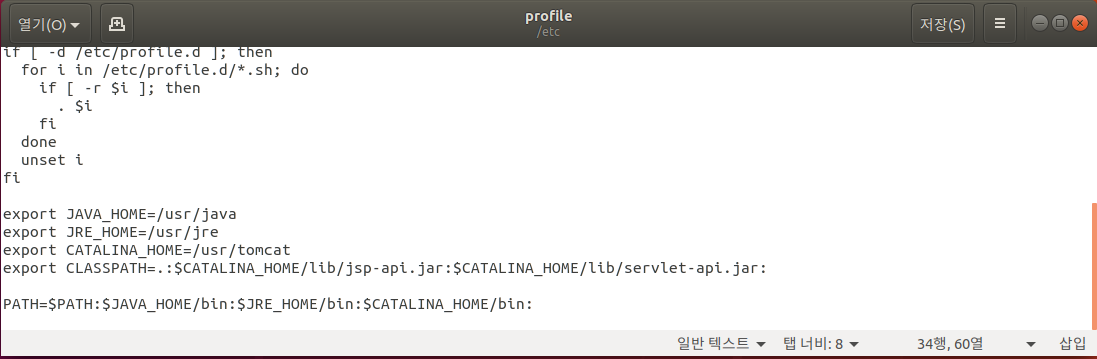 열기(O)
profile
/etc
저장(S)
if [ -d /etc/profile.d ]; then
  for i in /etc/profile.d/*.sh; do
    if [ -r $i ]; then
      . $i
    fi
  done
  unset i
fi

export JAVA_HOME=/usr/java
export JRE_HOME=/usr/jre
export CATALINA_HOME=/usr/tomcat
export CLASSPATH=.:$CATALINA_HOME/lib/jsp-api.jar:$CATALINA_HOME/lib/servlet-api.jar:

PATH=$PATH:$JAVA_HOME/bin:$JRE_HOME/bin:$CATALINA_HOME/bin:
일반 텍스트 탭 너비: 8 34행, 60열 삽입